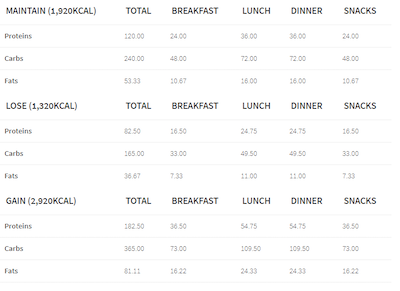 MAINTAIN (1,920KCAL) TOTAL BREAKFAST LUNCH DINNER SNACKS
Proteins 120.00 24.00 36.00 36.00 24.00
Carbs 240.00 48.00 72.00 72.00 48.00
Fats 53.33 10.67 16.00 16.00 10.67
LOSE (1,320KCAL) TOTAL BREAKFAST LUNCH DINNER SNACKS
Proteins 82.50 16.50 24.75 24.75 16.50
Carbs 165.00 33.00 49.50 49.50 33.00
Fats 36.67 7.33 11.00 11.00 7.33
GAIN (2,920KCAL) TOTAL BREAKFAST LUNCH DINNER SNACKS
Proteins 182.50 36.50 54.75 54.75 36.50
Carbs 365.00 73.00 109.50 109.50 73.00
Fats 81.11 16.22 24.33 24.33 16.22